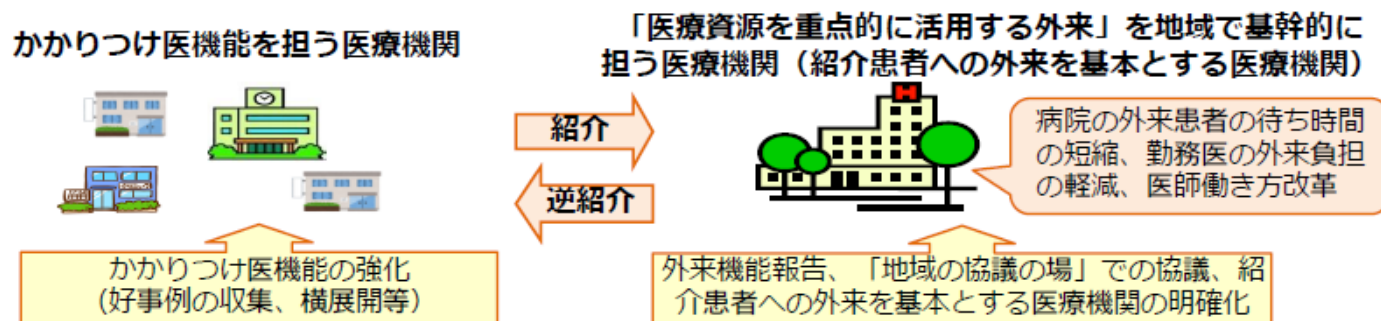 かかりつけ医機能を担う医療機関
「医療資源を重点的に活用する外来」を地域で基幹的に
担う医療機関（紹介患者への外来を基本とする医療機関）
紹介
逆紹介
H
病院の外来患者の待ち時間
の短縮、勤務医の外来負担
の軽減、医師働き方改革
かかりつけ医機能の強化
(好事例の収集、横展開等）
外来機能報告、「地域の協議の場」での協議、紹
介患者への外来を基本とする医療機関の明確化